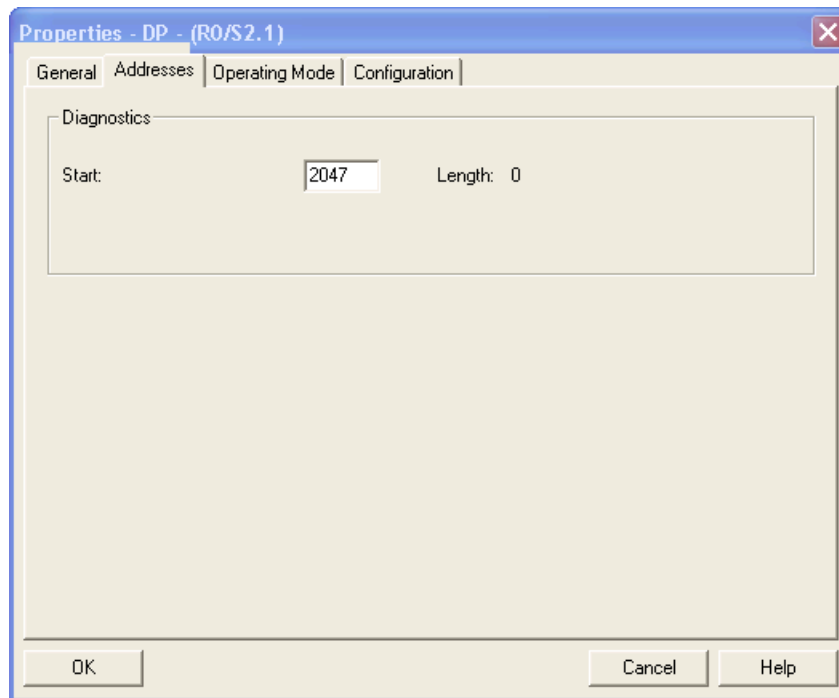 Properties - DP - (R0/S2.1)
General Addresses Operating Mode Configuration
Diagnostics
Start: 2047 Length: 0
OK Cancel Help